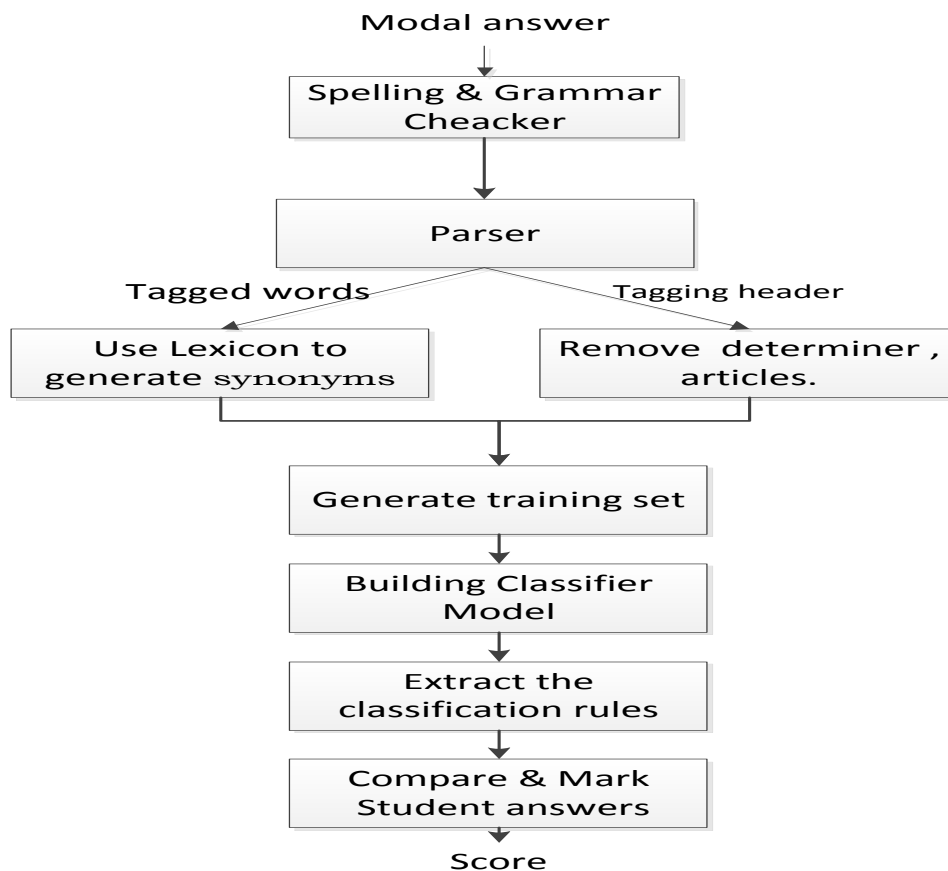 Modal answer
Spelling & Grammar
Cheacker
Parser
Tagged words
Tagging header
Use Lexicon to
generate synonyms
Remove determiner ,
articles.
Generate training set
Building Classifier
Model
Extract the
classification rules
Compare & Mark
Student answers
Score